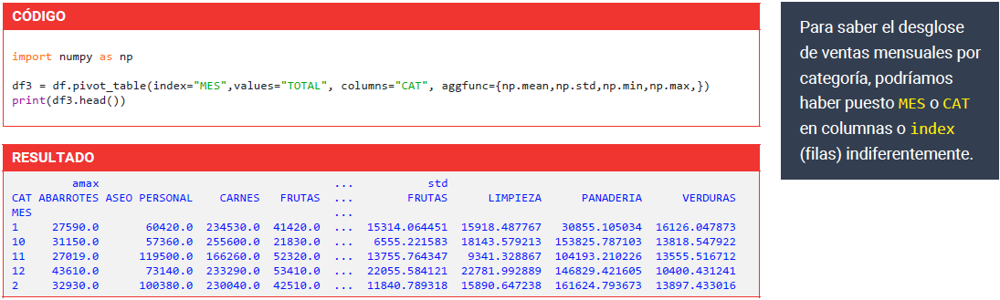 CÓDIGO
import numpy as np
df3 = df.pivot_table(index="MES",values="TOTAL", columns="CAT", aggfunc={np.mean,np.std,np.min,np.max,})
print(df3.head())
RESULTADO
amax ... std
CAT ABARROTES ASEO PERSONAL CARNES FRUTAS ... FRUTAS LIMPIEZA PANADERIA VERDURAS
MES ...
1 27590.0 60420.0 234530.0 41420.0 ... 15314.064451 15918.487767 30855.105034 16126.047873
10 31150.0 57360.0 255600.0 21830.0 ... 6555.221583 18143.579213 153825.787103 13818.547922
11 27019.0 119500.0 166260.0 52320.0 ... 13755.764347 9341.328867 104193.210226 13555.516712
12 43610.0 73140.0 233290.0 53410.0 ... 22055.584121 22781.992889 146829.421605 10400.431241
2 32930.0 100380.0 230040.0 42510.0 ... 11840.789318 15890.647238 161624.793673 13897.433016
Para saber el desglose
de ventas mensuales por
categoría, podríamos
haber puesto MES o CAT
en columnas o index
(filas) indiferentemente.